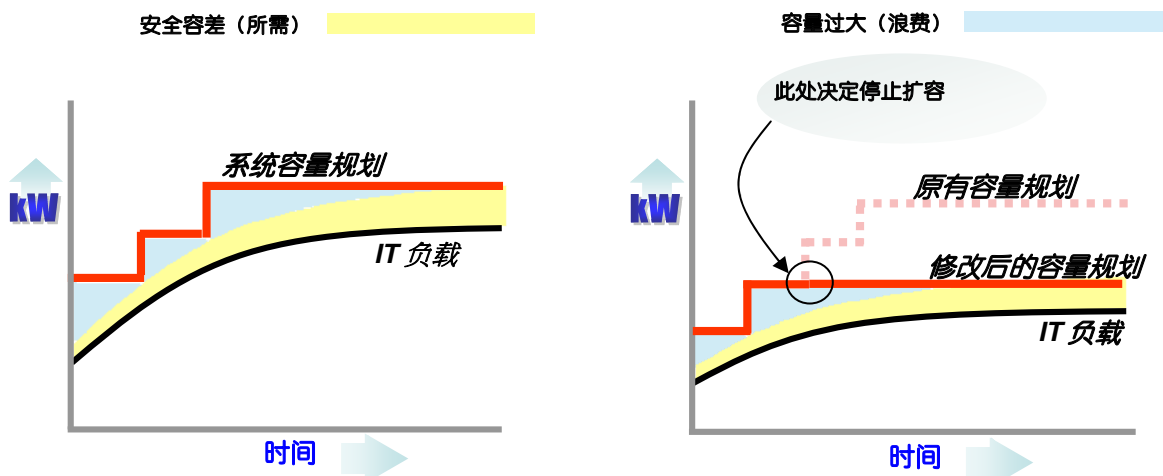 安全容差（所需）
容量过大（浪费）
此处决定停止扩容
系统容量规划
kW
IT 负载
时间
原有容量规划
kW
修改后的容量规划
IT 负载
时间